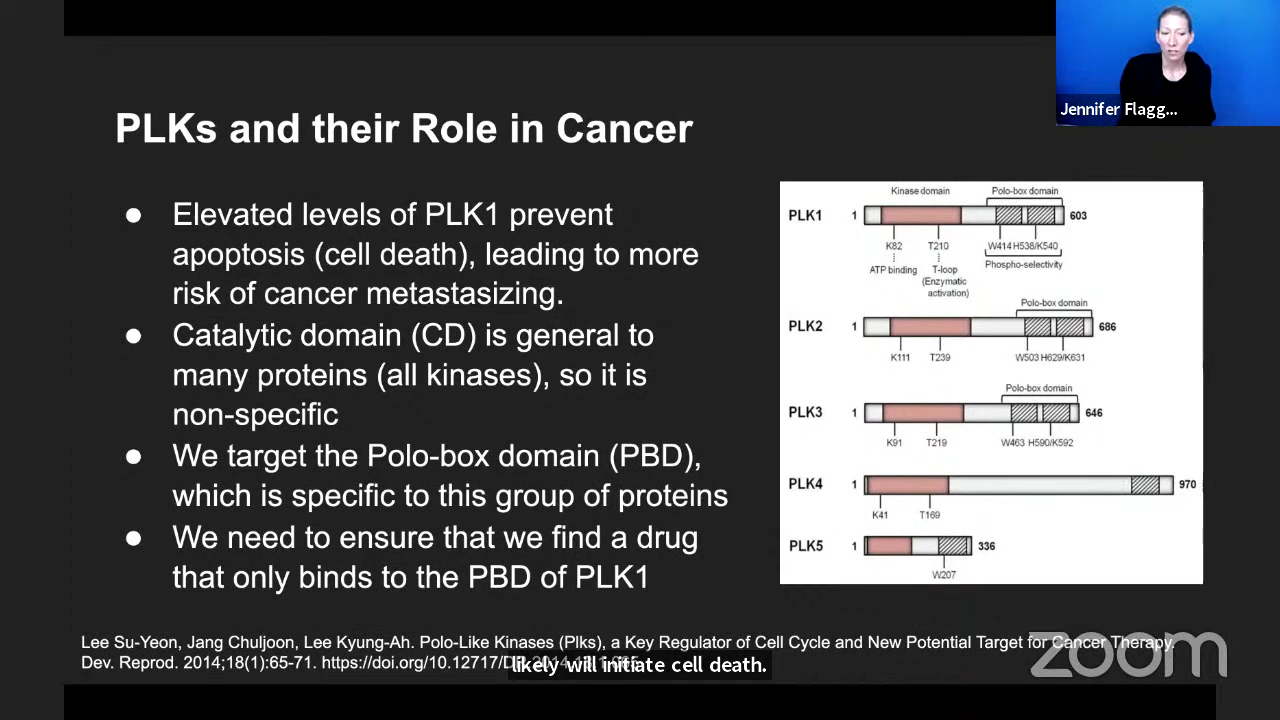 Jennifer Flagg...
PLKs and their Role in Cancer
● Elevated levels of PLK1 prevent
apoptosis (cell death), leading to more
risk of cancer metastasizing.
● Catalytic domain (CD) is general to
many proteins (all kinases), so it is
non-specific
● We target the Polo-box domain (PBD),
which is specific to this group of proteins
● We need to ensure that we find a drug
that only binds to the PBD of PLK1
Kinase domain Polo-box domain
PLK1 1 603
K82 T210 W414 H538/K540
ATP binding T-loop Phospho-selectivity
(Enzymatic
activation)
Polo-box domain
PLK2 1 686
K111 T239 W503 H629/K631
Polo-box domain
PLK3 1 646
K91 T219 W463 H590/K592
PLK4 1 970
K41 T169
PLK5 1 336
W207
Lee Su-Yeon, Jang Chuljoon, Lee Kyung-Ah. Polo-Like Kinases (Plks), a Key Regulator of Cell Cycle and New Potential Target for Cancer Therapy.
Dev. Reprod. 2014;18(1):65-71. https://doi.org/10.12717/
likely will initiate cell death.
zoom